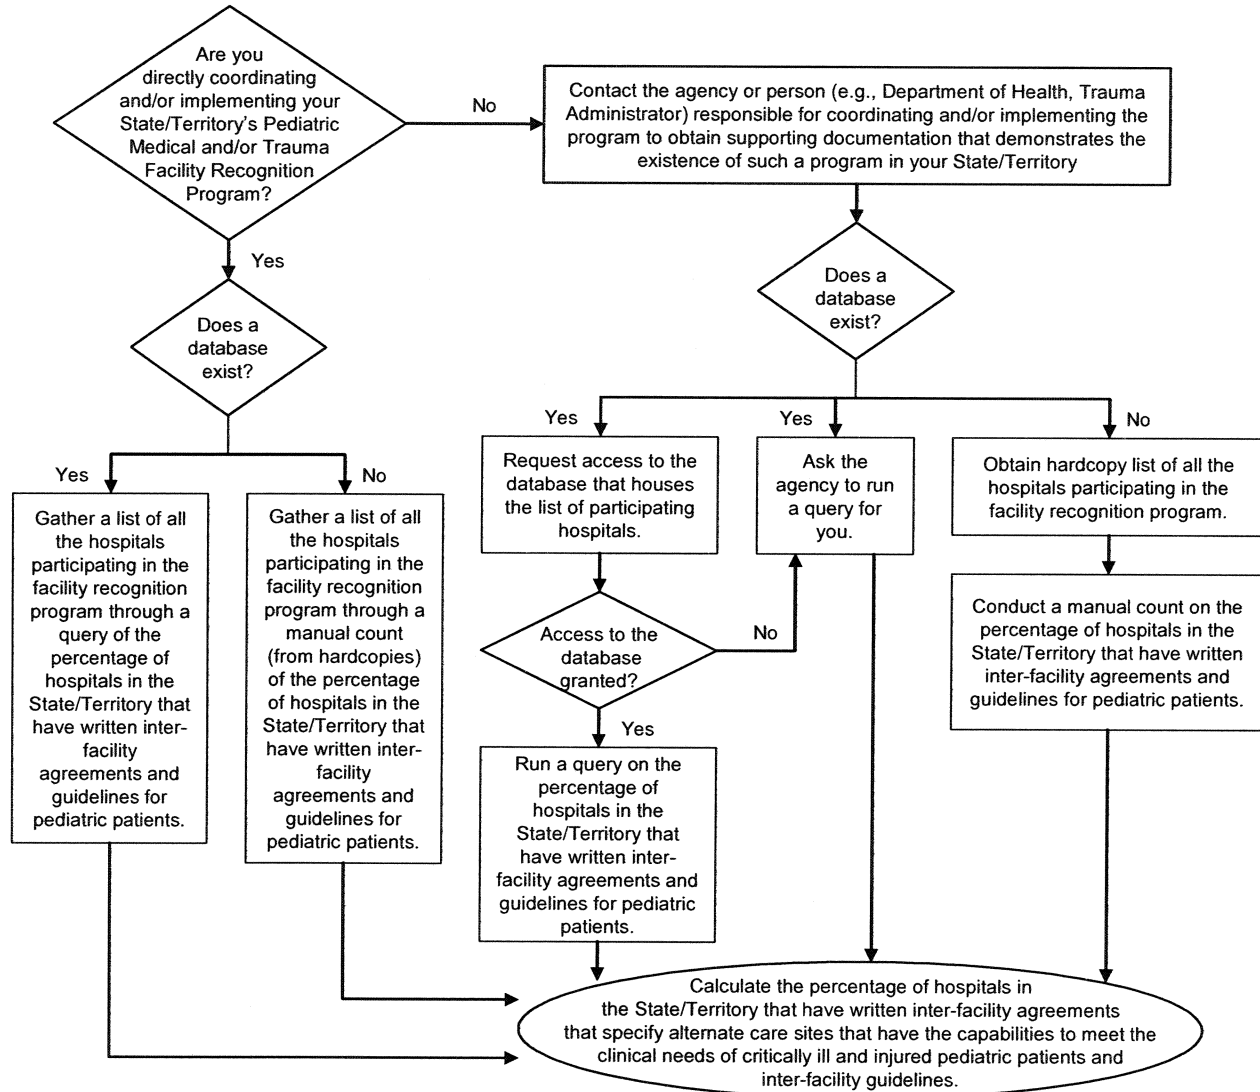 Are you
directly coordinating
and/or implementing your
State/Territory's Pediatric
Medical and/or Trauma
Facility Recognition
Program?
No
Contact the agency or person (e.g., Department of Health, Trauma
Administrator) responsible for coordinating and/or implementing the
program to obtain supporting documentation that demonstrates the
existence of such a program in your State/Territory
Yes
Does a
database
exist?
Does a
database
exist?
Yes
Gather a list of all
the hospitals
participating in the
facility recognition
program through a
query of the
percentage of
hospitals in the
State/Territory that
have written inter-
facility
agreements and
guidelines for
pediatric patients.
No
Gather a list of all
the hospitals
participating in the
facility recognition
program through a
manual count
(from hardcopies)
of the percentage
of hospitals in the
State/Territory that
have written inter-
facility
agreements and
guidelines for
pediatric patients.
Yes
Request access to the
database that houses
the list of participating
hospitals.
Yes
Ask the
agency to run
a query for
you.
No
Obtain hardcopy list of all the
hospitals participating in the
facility recognition program.
Access to the
database
granted?
No
Yes
Run a query on the
percentage of
hospitals in the
State/Territory that
have written inter-
facility agreements and
guidelines for pediatric
patients.
Conduct a manual count on the
percentage of hospitals in the
State/Territory that have written
inter-facility agreements and
guidelines for pediatric patients.
Calculate the percentage of hospitals in
the State/Territory that have written inter-facility agreements
that specify alternate care sites that have the capabilities to meet the
clinical needs of critically ill and injured pediatric patients and
inter-facility guidelines.